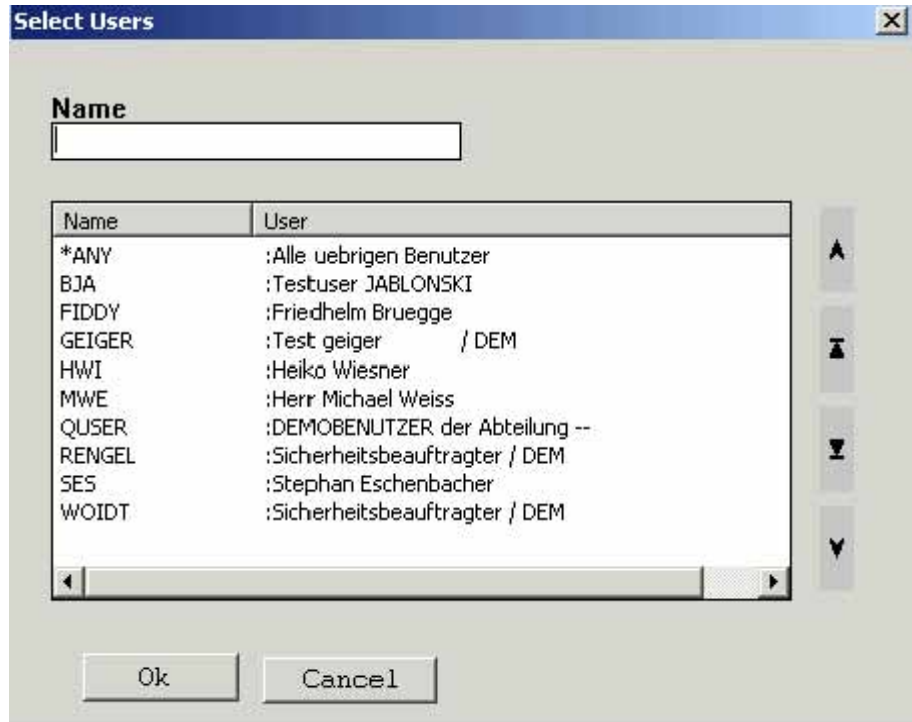 Select Users
Name
Name User
*ANY :Alle uebrigen Benutzer
BJA :Testuser JABLONSKI
FIDDY :Friedhelm Bruegge
GEIGER :Test geiger / DEM
HWI :Heiko Wiesner
MWE :Herr Michael Weiss
QUSER :DEMOBENUTZER der Abteilung --
RENGEL :Sicherheitsbeauftragter / DEM
SES :Stephan Eschenbacher
WOIDT :Sicherheitsbeauftragter / DEM
Ok Cancel